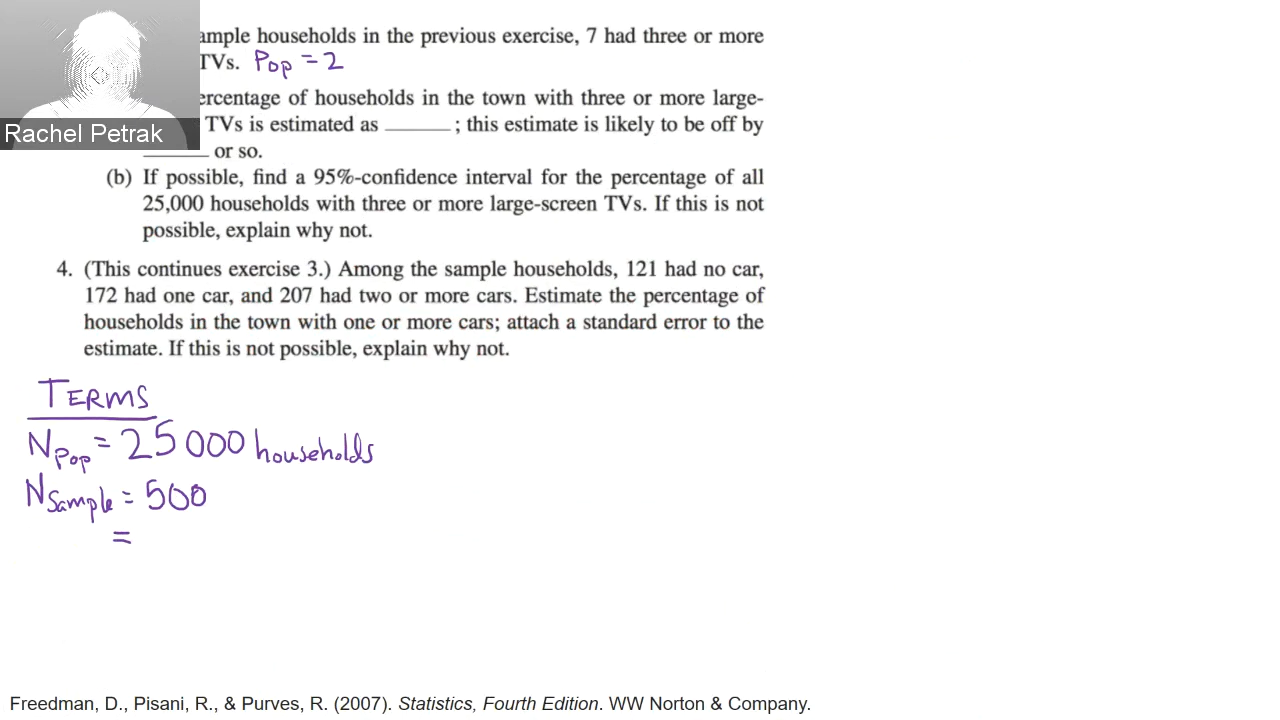 ample households in the previous exercise, 7 had three or more
TVs. Pop = 2
ercentage of households in the town with three or more large-
Rachel Petrak
TVs is estimated as ______ ; this estimate is likely to be off by
______ or so.
(b) If possible, find a 95%-confidence interval for the percentage of all
25,000 households with three or more large-screen TVs. If this is not
possible, explain why not.
4. (This continues exercise 3.) Among the sample households, 121 had no car,
172 had one car, and 207 had two or more cars. Estimate the percentage of
households in the town with one or more cars; attach a standard error to the
estimate. If this is not possible, explain why not.
TERMS
NPop = 25000 households
NSample = 500
=
Freedman, D., Pisani, R., & Purves, R. (2007). Statistics, Fourth Edition. WW Norton & Company.